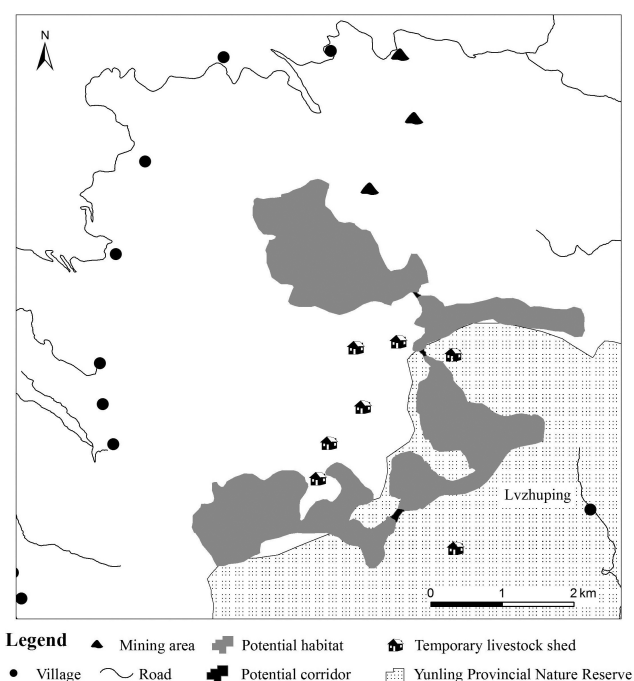 N
Lvzhuping
0 1 2 km
Legend
Mining area Potential habitat Temporary livestock shed
Village Road Potential corridor Yunling Provincial Nature Reserve